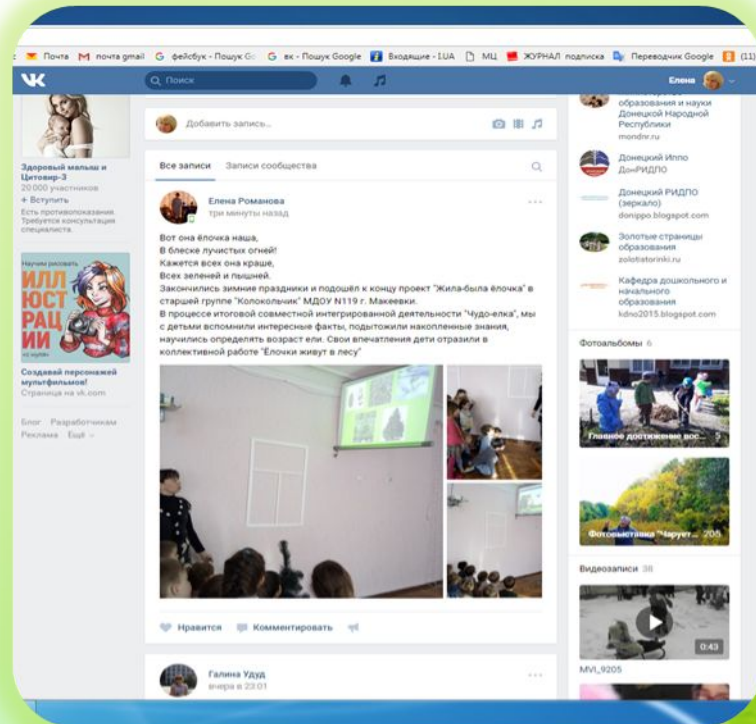 Почта M почта gmail G фейсбук - Пошук Go G вк - Пошук Google Входящие - I.UA МЦ ЖУРНАЛ подписка Переводчик Google (11)
Поиск
Елена
Здоровый малыш и
Цитовир-3
20 000 участников
+ Вступить
Есть противопоказания.
Требуется консультация
специалиста.
Научим рисовать
ИЛЛ
ЮСТ
РАЦ
ИИ
Создавай персонажей
мультфильмов!
Страница на vk.com
Блог Разработчикам
Реклама Ещё
Добавить запись...
Все записи Записи сообщества
Елена Романова
три минуты назад
Вот она ёлочка наша,
В блеске лучистых огней!
Кажется всех она краше,
Всех зеленей и пышней.
Закончились зимние праздники и подошёл к концу проект "Жила-была ёлочка" в
старшей группе "Колокольчик" МДОУ N119 г. Макеевки.
В процессе итоговой совместной интегрированной деятельности "Чудо-елка", мы
с детьми вспомнили интересные факты, подытожили накопленные знания,
научились определять возраст ели. Свои впечатления дети отразили в
коллективной работе "Ёлочки живут в лесу"
Нравится Комментировать
Галина Удуд
вчера в 23:01
образования и науки
Донецкой Народной
Республики
mondnr.ru
Донецкий Иппо
ДонРИДПО
Донецкий РИДПО
(зеркало)
donippo.blogspot.com
Золотые страницы
образования
zolotistorinki.ru
Кафедра дошкольного и
начального
образования
kdno2015.blogspot.com
Фотоальбомы 6
Главное достижение вос... 5
Фотовыставка "Чарует... 205
Видеозаписи 38
0:43
MVI_9205